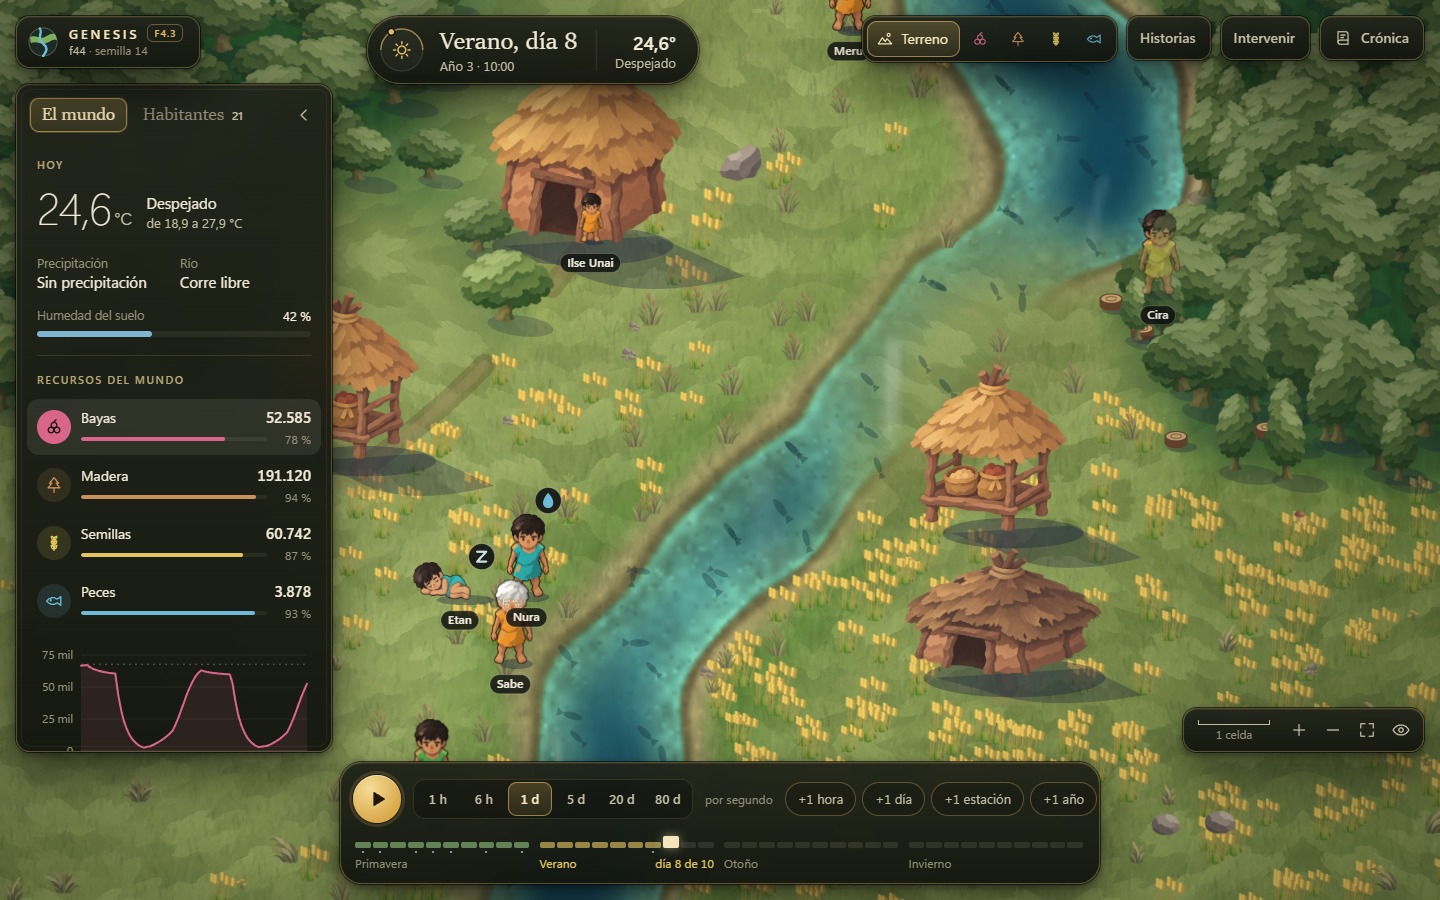 GENESIS F4.3
f44 · semilla 14
Verano, día 8
Año 3 · 10:00
24,6°
Despejado
Terreno
Historias
Intervenir
Crónica
El mundo
Habitantes 21
HOY
24,6 °C
Despejado
de 18,9 a 27,9 °C
Precipitación
Sin precipitación
Río
Corre libre
Humedad del suelo 42 %
RECURSOS DEL MUNDO
Bayas 52.585
78 %
Madera 191.120
94 %
Semillas 60.742
87 %
Peces 3.878
93 %
75 mil
50 mil
25 mil
0
Meru
Ilse Unai
Cira
Z
Etan
Nura
Sabe
1 celda
1 h
6 h
1 d
5 d
20 d
80 d
por segundo
+1 hora
+1 día
+1 estación
+1 año
Primavera
Verano
día 8 de 10
Otoño
Invierno